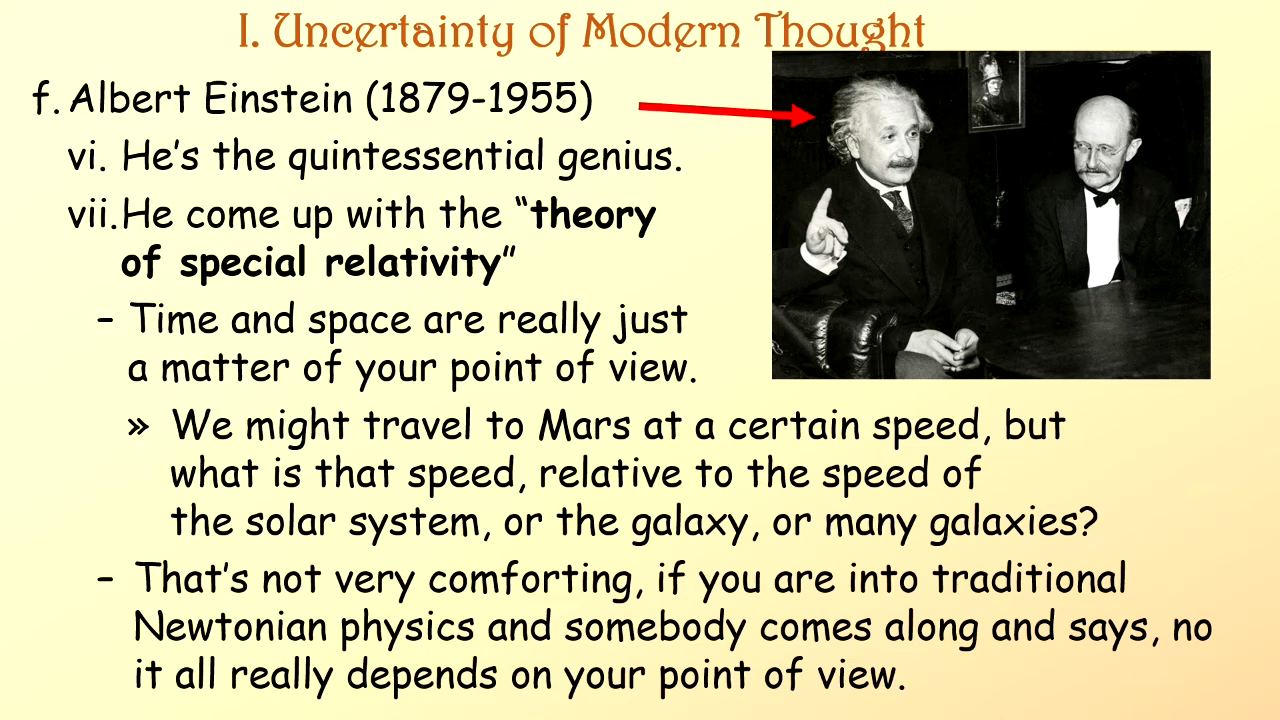 I. Uncertainty of Modern Thought
f. Albert Einstein (1879-1955)
vi. He's the quintessential genius.
vii. He come up with the “theory
of special relativity”
– Time and space are really just
a matter of your point of view.
» We might travel to Mars at a certain speed, but
what is that speed, relative to the speed of
the solar system, or the galaxy, or many galaxies?
– That's not very comforting, if you are into traditional
Newtonian physics and somebody comes along and says, no
it all really depends on your point of view.